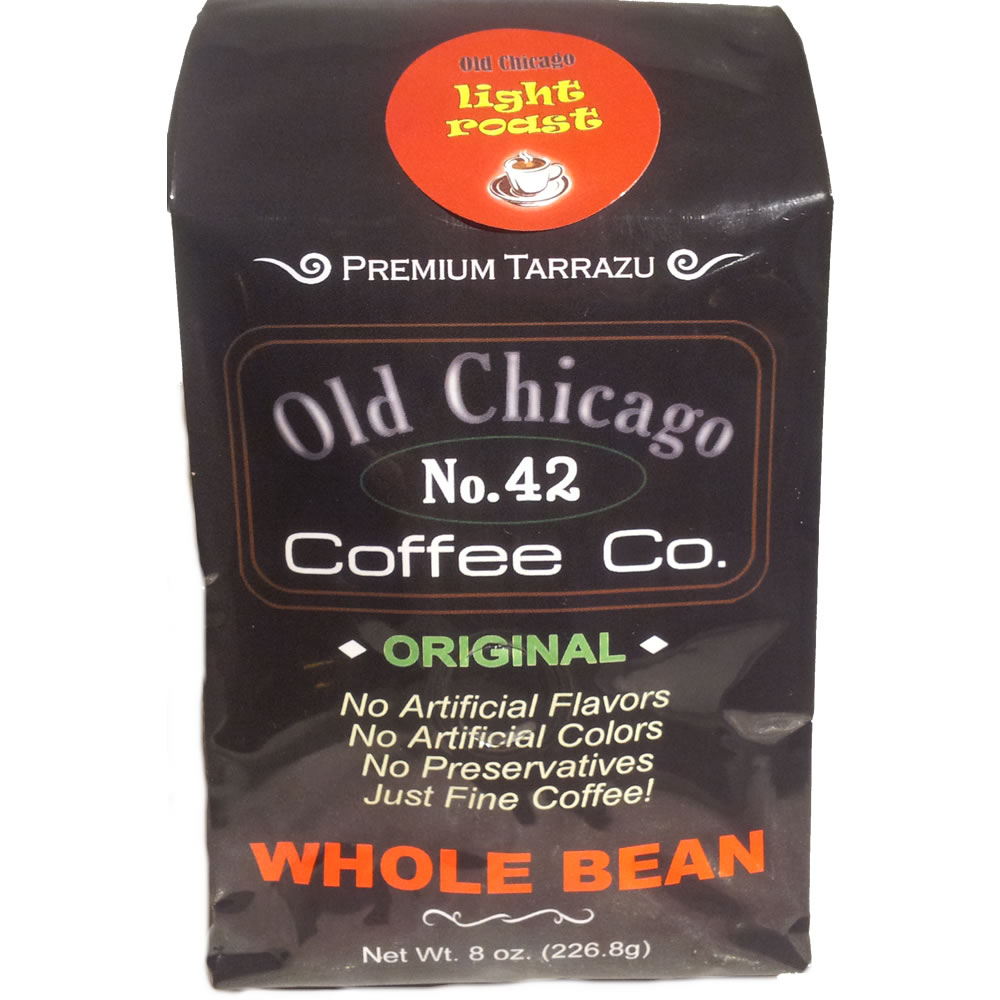 Old Chicago
light
roast
PREMIUM TARRAZU
Old Chicago
No. 42
Coffee Co.
ORIGINAL
No Artificial Flavors
No Artificial Colors
No Preservatives
Just Fine Coffee!
WHOLE BEAN
Net Wt. 8 oz. (226.8g)